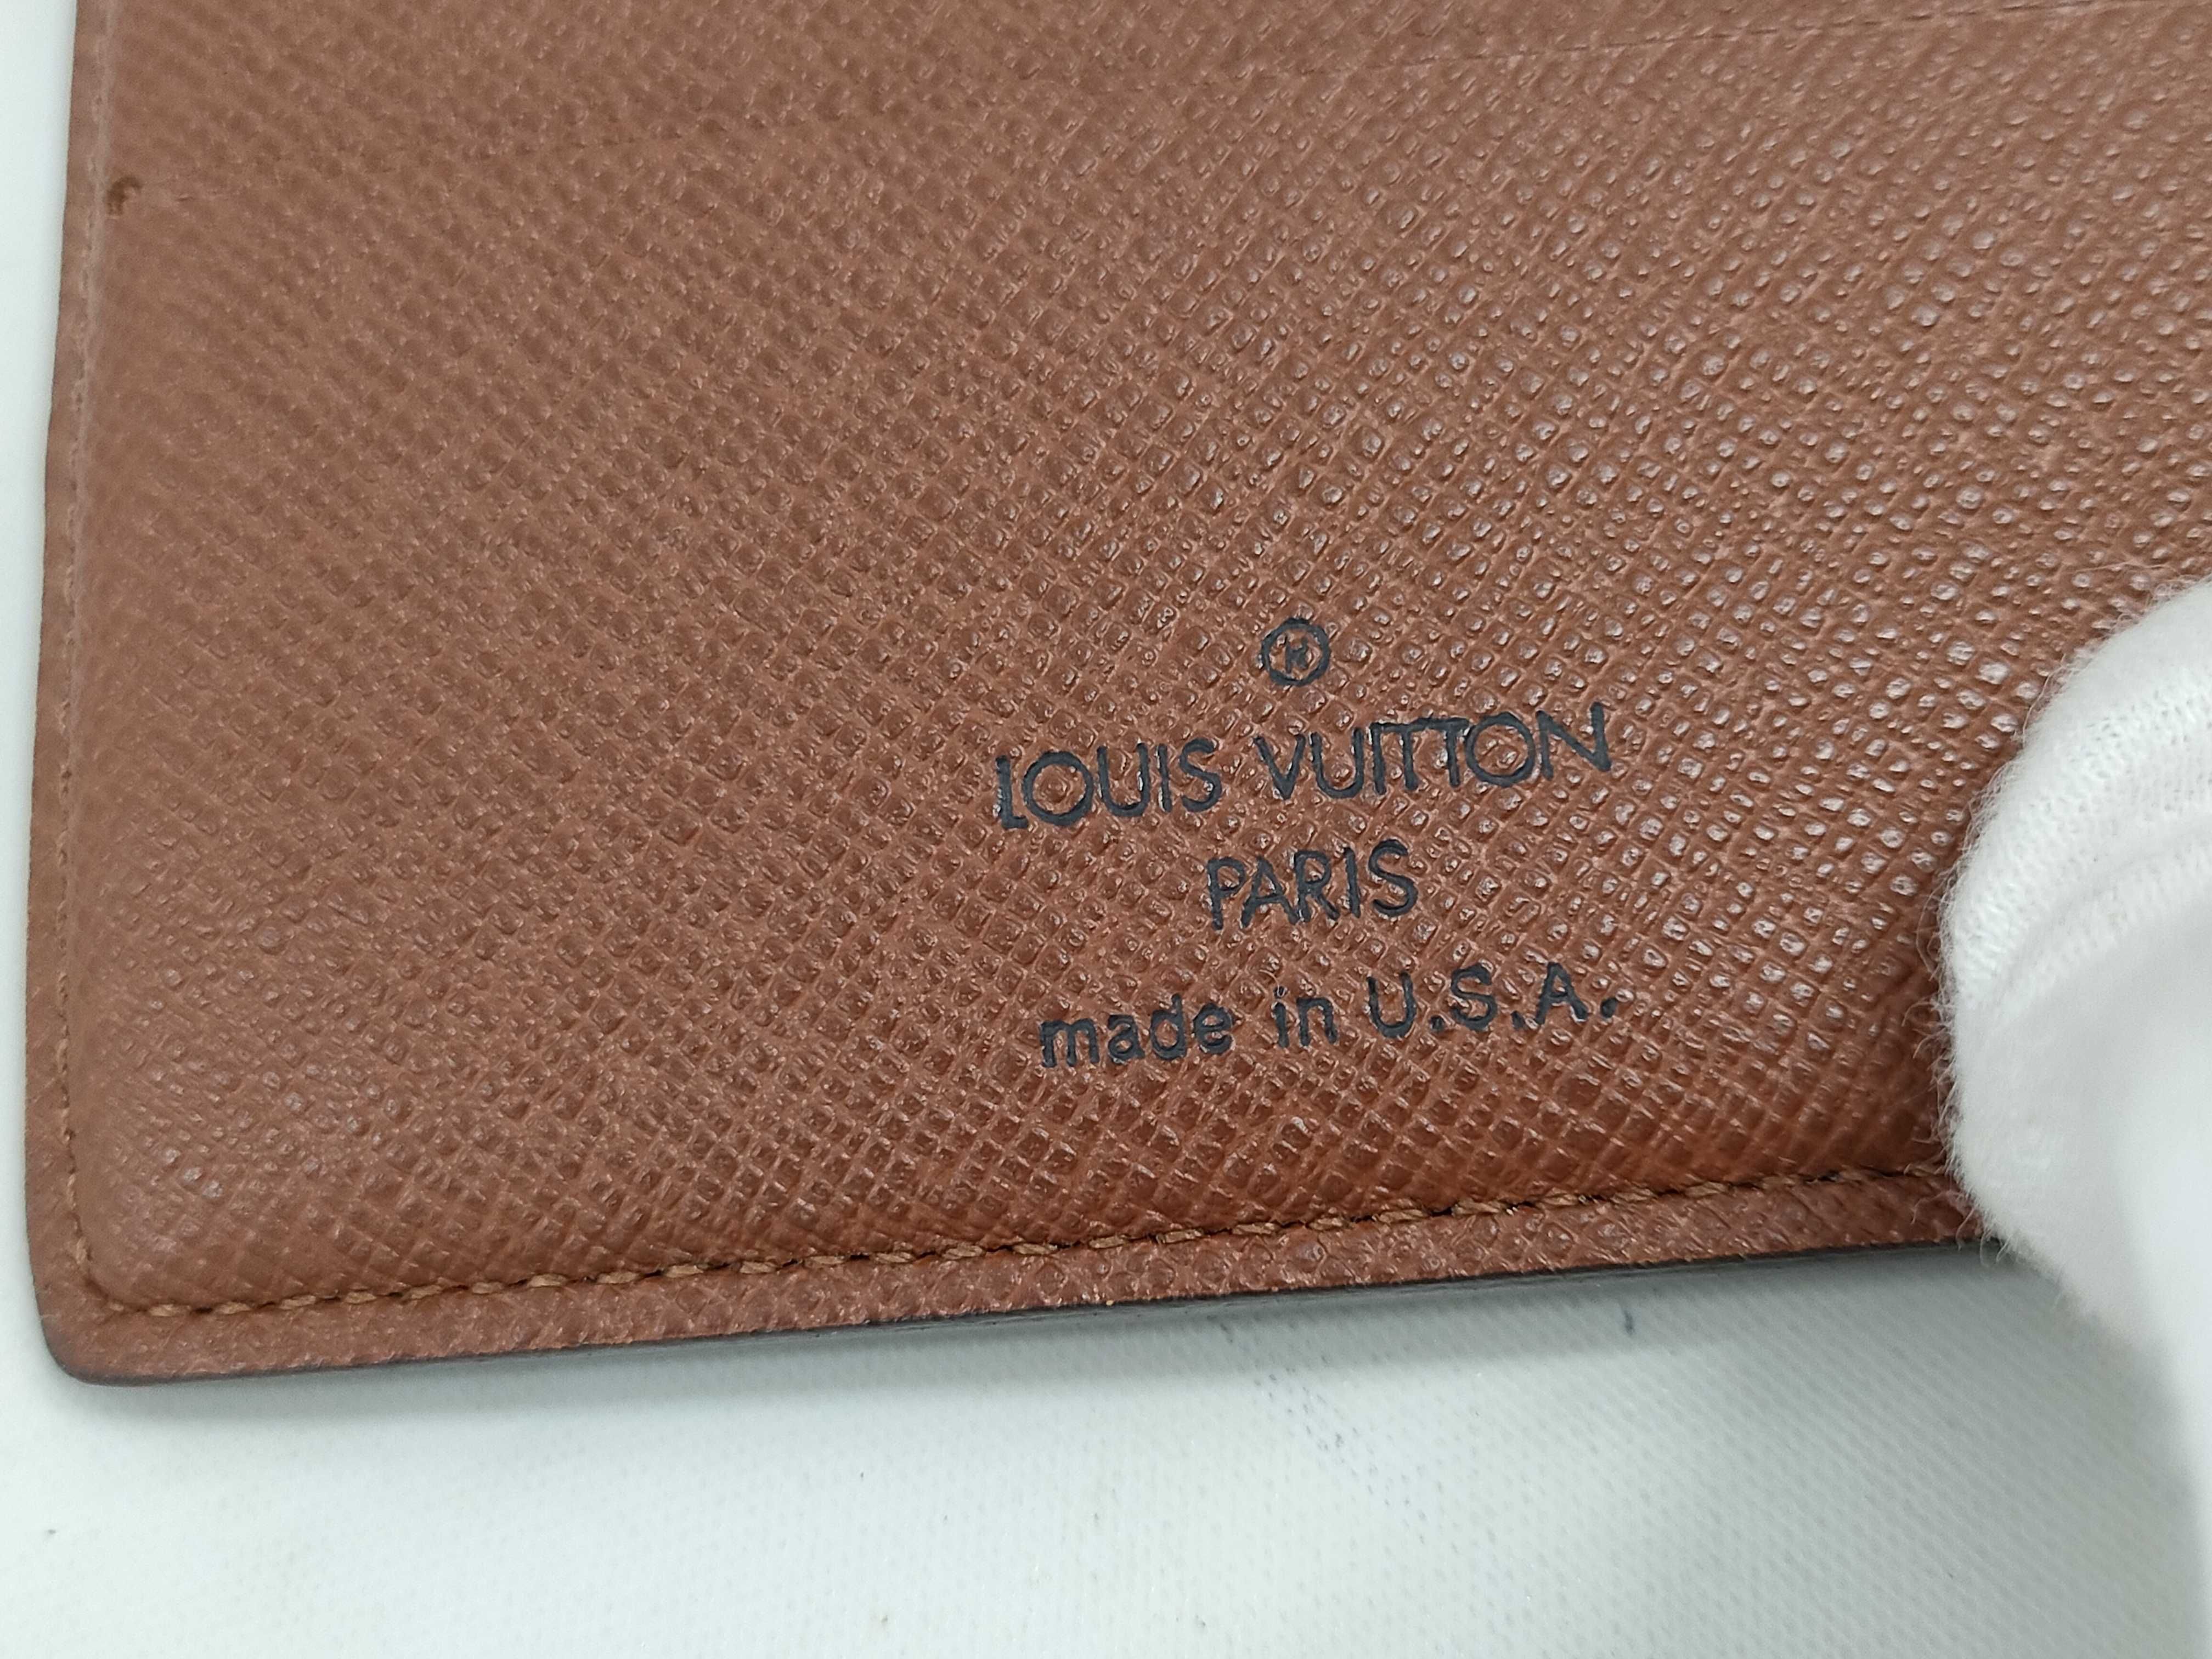 ®
LOUIS VUITTON
PARIS
made in U.S.A.